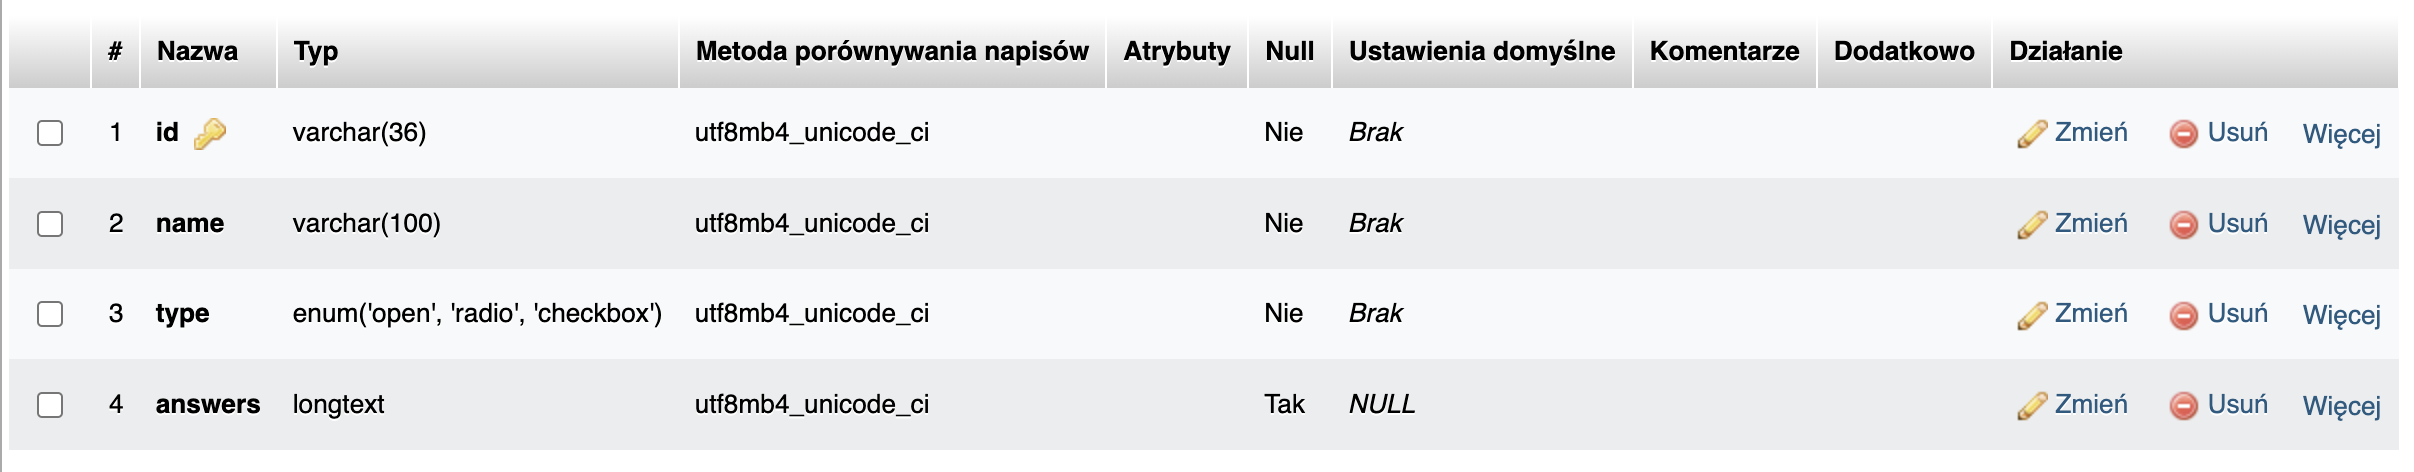 # Nazwa Typ Metoda porównywania napisów Atrybuty Null Ustawienia domyślne Komentarze Dodatkowo Działanie
1 id varchar(36) utf8mb4_unicode_ci Nie Brak Zmień Usuń Więcej
2 name varchar(100) utf8mb4_unicode_ci Nie Brak Zmień Usuń Więcej
3 type enum('open', 'radio', 'checkbox') utf8mb4_unicode_ci Nie Brak Zmień Usuń Więcej
4 answers longtext utf8mb4_unicode_ci Tak NULL Zmień Usuń Więcej